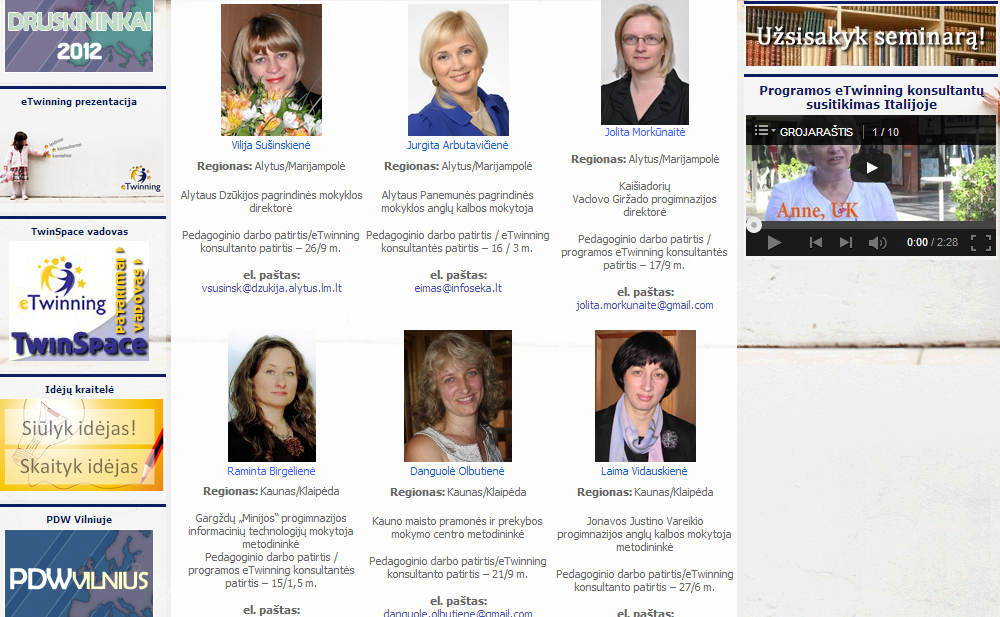 DRUSKININKAI
2012
eTwinning prezentacija
eTwinning
TwinSpace vadovas
eTwinning
Patarimai
vadovas
TwinSpace
Idėjų kraitelė
Siūlyk idėjas!
Skaityk idėjas
PDW Vilniuje
PDWVILNIUS
Vilija Sušinskienė
Regionas: Alytus/Marijampolė
Alytaus Dzūkijos pagrindinės mokyklos
direktorė
Pedagoginio darbo patirtis/eTwinning
konsultanto patirtis – 26/9 m.
el. paštas:
vsusinsk@dzukija.alytus.lm.lt
Jurgita Arbutavičienė
Regionas: Alytus/Marijampolė
Alytaus Panemunės pagrindinės
mokyklos anglų kalbos mokytoja
Pedagoginio darbo patirtis / eTwinning
konsultantės patirtis – 16 / 3 m.
el. paštas:
eimas@infoseka.lt
Jolita Morkūnaitė
Regionas: Alytus/Marijampolė
Kaišiadorių
Vaclovo Giržado progimnazijos
direktorė
Pedagoginio darbo patirtis /
programos eTwinning konsultantės
patirtis – 17/9 m.
el. paštas:
jolita.morkunaite@gmail.com
Raminta Birgėlienė
Regionas: Kaunas/Klaipėda
Gargždų „Minijos“ progimnazijos
informacinių technologijų mokytoja
metodininkė
Pedagoginio darbo patirtis /
programos eTwinning konsultantės
patirtis – 15/1,5 m.
el. paštas:
Danguolė Olbutienė
Regionas: Kaunas/Klaipėda
Kauno maisto pramonės ir prekybos
mokymo centro metodininkė
Pedagoginio darbo patirtis/eTwinning
konsultanto patirtis – 21/9 m.
el. paštas:
danguole.olbutiene@gmail.com
Laima Vidauskienė
Regionas: Kaunas/Klaipėda
Jonavos Justino Vareikio
progimnazijos anglų kalbos mokytoja
metodininkė
Pedagoginio darbo patirtis/eTwinning
konsultanto patirtis – 27/6 m.
el. paštas:
Užsisakyk seminarą!
Programos eTwinning konsultantų
susitikimas Italijoje
GROJARAŠTIS 1 / 10
Anne, UK
0:00 / 2:28